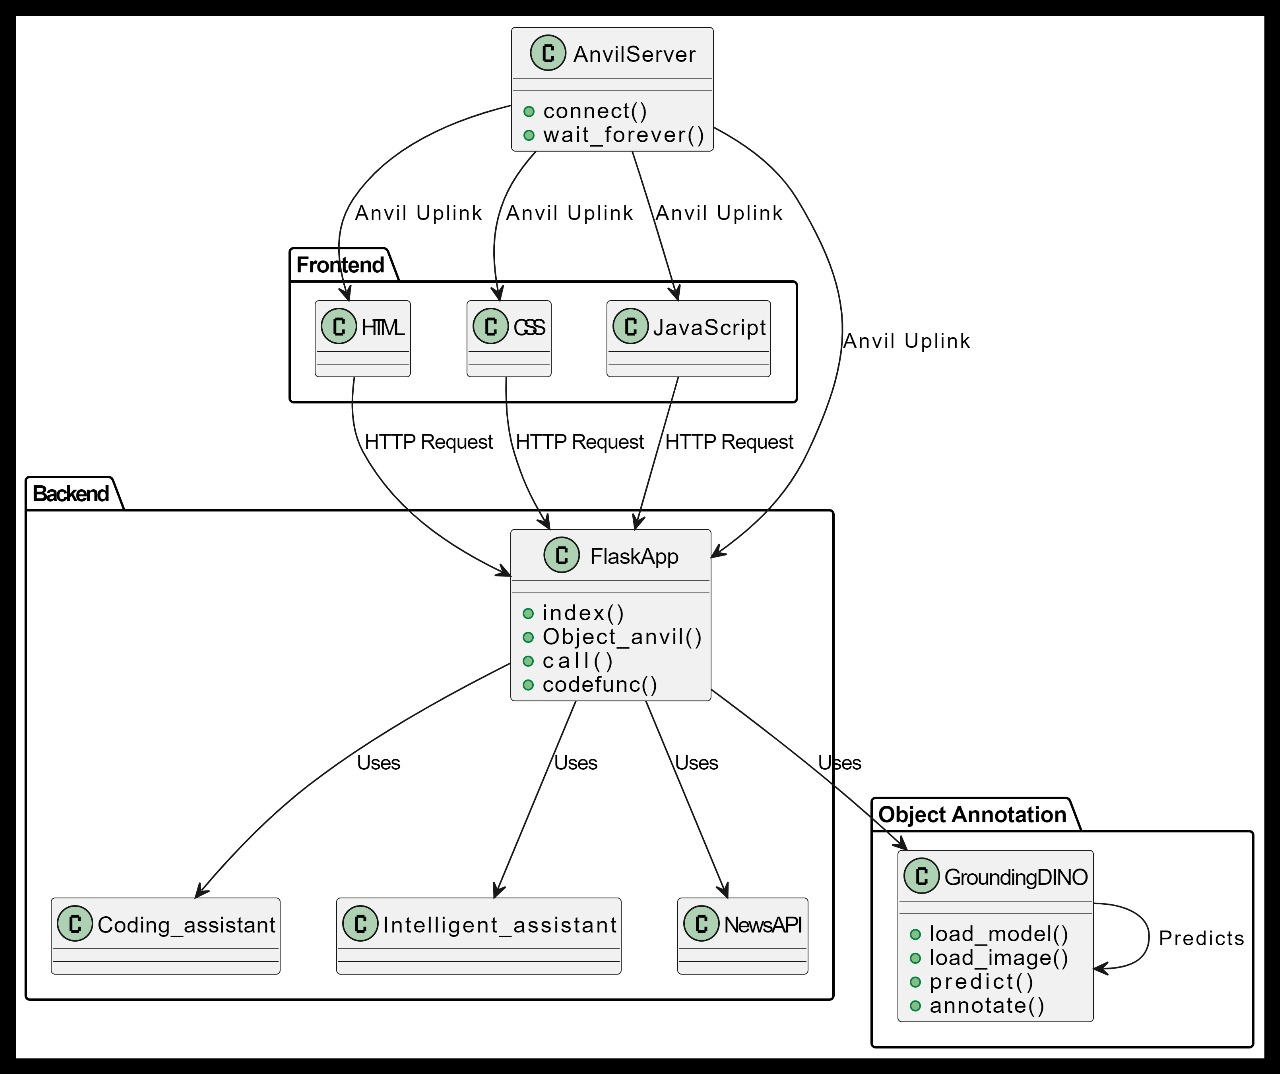 C AnvilServer
connect()
wait_forever()
Anvil Uplink Anvil Uplink Anvil Uplink
Frontend
C HTML C CSS C JavaScript
Anvil Uplink
HTTP Request HTTP Request HTTP Request
Backend
C FlaskApp
index()
Object_anvil()
call()
codefunc()
Uses Uses Uses Uses
Object Annotation
C GroundingDINO
C Coding_assistant C Intelligent_assistant C NewsAPI
load_model()
Predicts
load_image()
predict()
annotate()